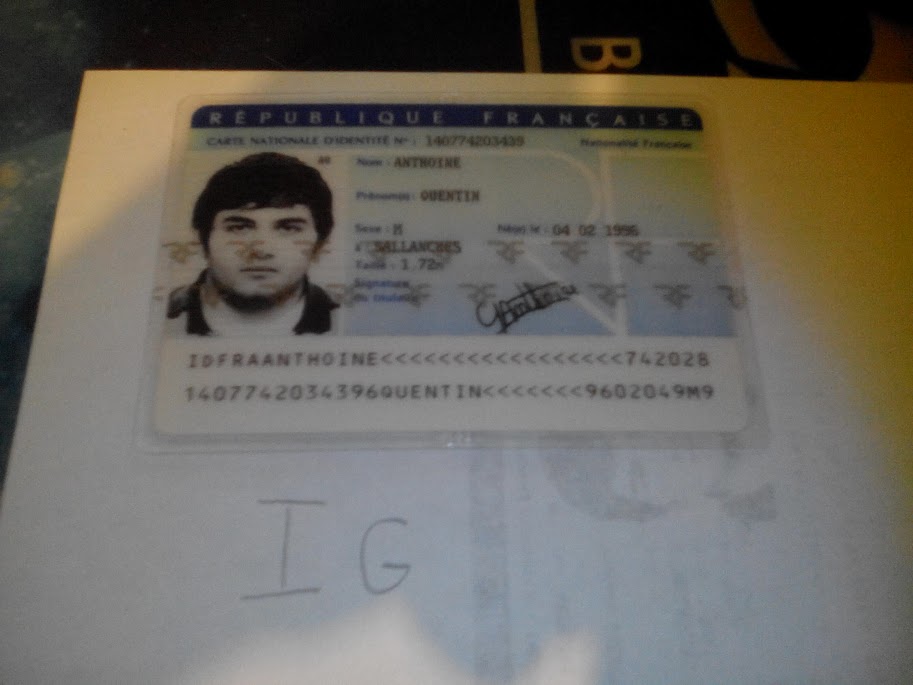 B
RÉPUBLIQUE FRANÇAISE
CARTE NATIONALE D'IDENTITÉ N° : 140774203439 Nationalité Française
Nom : ANTHOINE
Prénom(s) : QUENTIN
Sexe : M Né(e) le : 04 02 1996
à : SALLANCHES
Taille : 1.72m
Signature
du titulaire
IDFRAANTHOINE<<<<<<<<<<<<<<<<<<742028
1407742034396QUENTIN<<<<<<<9602049M9
I G